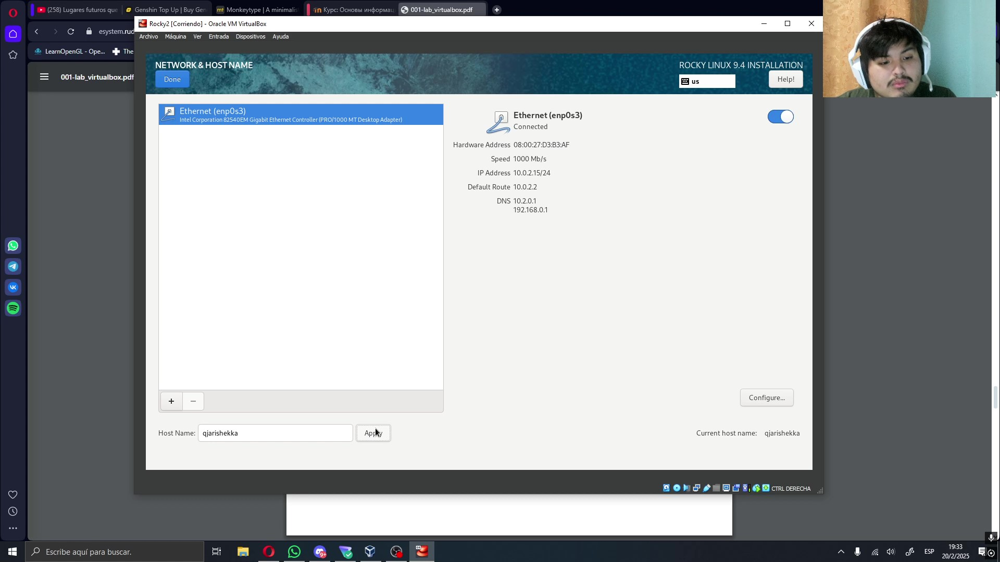 (258) Lugares futuros que
Genshin Top Up | Buy Gen
mt Monkeytype | A minimalis
Курс: Основы информац
001-lab_virtualbox.pdf
Rocky2 [Corriendo] - Oracle VM VirtualBox
esystem.rud
Archivo Máquina Ver Entrada Dispositivos Ayuda
LearnOpenGL - Ope... The
001-lab_virtualbox.pdf
NETWORK & HOST NAME
Done
ROCKY LINUX 9.4 INSTALLATION
us
Help!
Ethernet (enp0s3)
Intel Corporation 82540EM Gigabit Ethernet Controller (PRO/1000 MT Desktop Adapter)
Ethernet (enp0s3)
Connected
Hardware Address 08:00:27:D3:B3:AF
Speed 1000 Mb/s
IP Address 10.0.2.15/24
Default Route 10.0.2.2
DNS 10.2.0.1
192.168.0.1
+ −
Configure...
Host Name: qjarishekka
Apply
Current host name: qjarishekka
CTRL DERECHA
Escribe aquí para buscar.
9+
64
ESP
19:33
20/2/2025